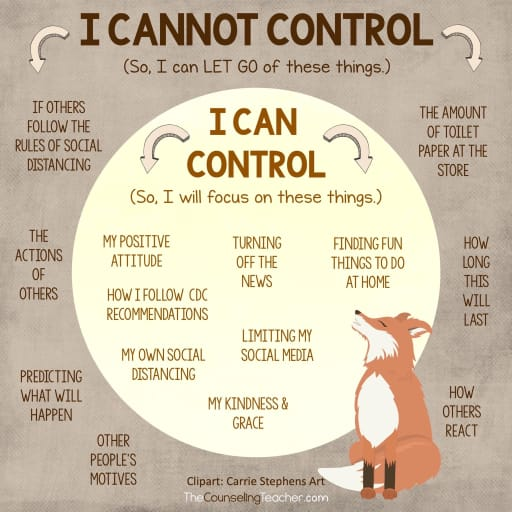 I CANNOT CONTROL
(So, I can LET GO of these things.)
IF OTHERS
FOLLOW THE
RULES OF SOCIAL
DISTANCING
THE AMOUNT
OF TOILET
PAPER AT THE
STORE
I CAN
CONTROL
(So, I will focus on these things.)
THE
ACTIONS
OF
OTHERS
MY POSITIVE
ATTITUDE
TURNING
OFF THE
NEWS
FINDING FUN
THINGS TO DO
AT HOME
HOW
LONG
THIS
WILL
LAST
HOW I FOLLOW CDC
RECOMMENDATIONS
LIMITING MY
SOCIAL MEDIA
MY OWN SOCIAL
DISTANCING
PREDICTING
WHAT WILL
HAPPEN
MY KINDNESS &
GRACE
HOW
OTHERS
REACT
OTHER
PEOPLE'S
MOTIVES
Clipart: Carrie Stephens Art
TheCounselingTeacher.com